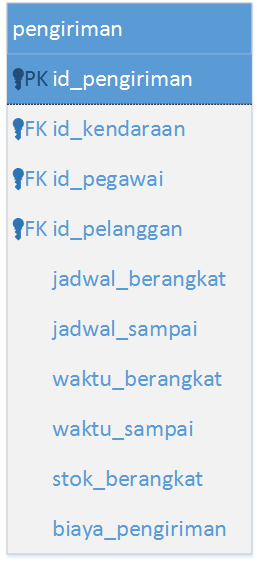 pengiriman
PK id_pengiriman
FK id_kendaraan
FK id_pegawai
FK id_pelanggan
jadwal_berangkat
jadwal_sampai
waktu_berangkat
waktu_sampai
stok_berangkat
biaya_pengiriman